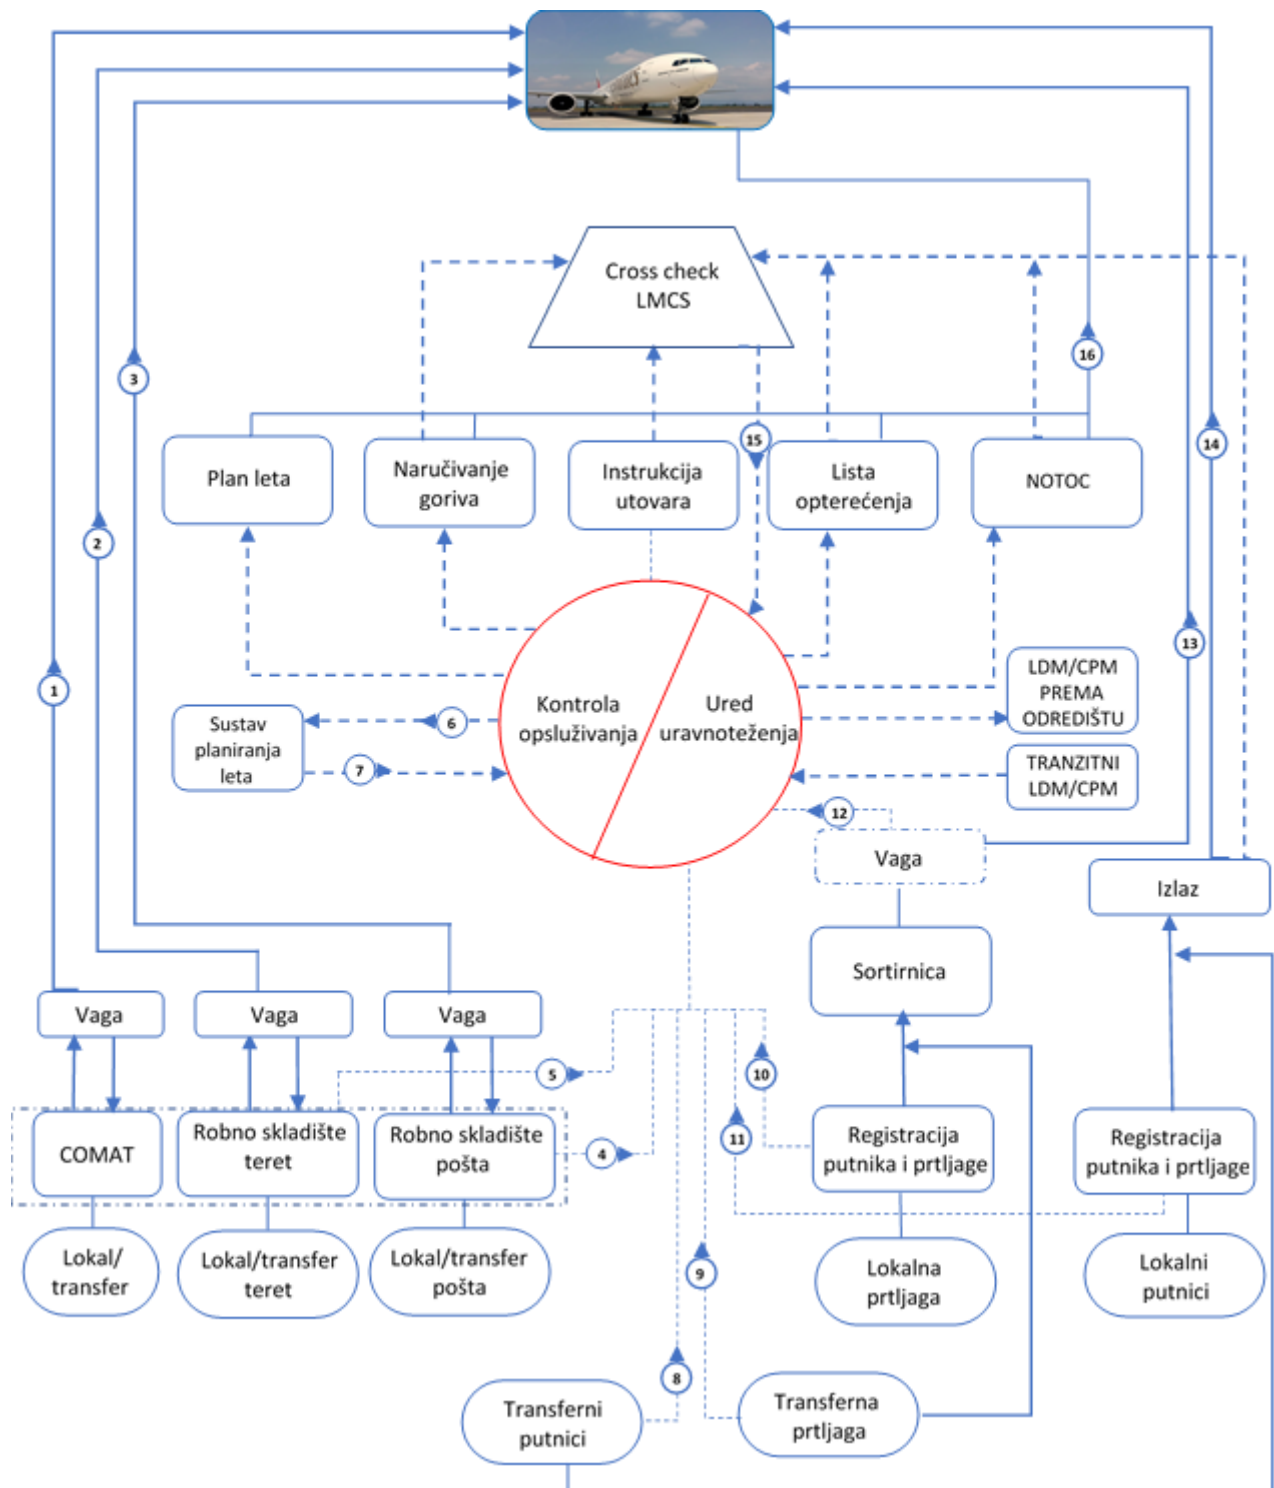 Cross check
LMCS
16
3
15
14
Plan leta
Naručivanje
goriva
Instrukcija
utovara
Lista
opterećenja
NOTOC
2
13
1
LDM/CPM
PREMA
ODREDIŠTU
Sustav
planiranja
leta
6
7
Kontrola
opsluživanja
Ured
uravnoteženja
TRANZITNI
LDM/CPM
12
Vaga
Izlaz
Sortirnica
Vaga
Vaga
Vaga
5
10
COMAT
Robno skladište
teret
Robno skladište
pošta
4
11
Registracija
putnika i prtljage
Registracija
putnika i prtljage
Lokal/
transfer
Lokal/transfer
teret
Lokal/transfer
pošta
9
Lokalna
prtljaga
Lokalni
putnici
8
Transferni
putnici
Transferna
prtljaga